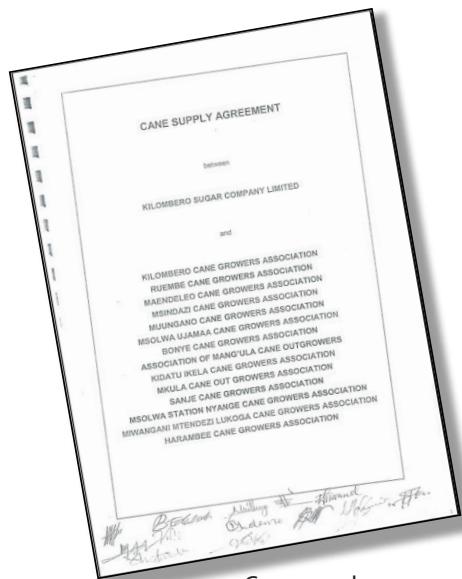 CANE SUPPLY AGREEMENT
between
KILOMBERO SUGAR COMPANY LIMITED
and
KILOMBERO CANE GROWERS ASSOCIATION
RUEMBE CANE GROWERS ASSOCIATION
MAENDELEO CANE GROWERS ASSOCIATION
MSINDAZI CANE GROWERS ASSOCIATION
MUUNGANO CANE GROWERS ASSOCIATION
MSOLWA UJAMAA CANE GROWERS ASSOCIATION
BONYE CANE GROWERS ASSOCIATION
ASSOCIATION OF MANG'ULA CANE OUTGROWERS
KIDATU IKELA CANE GROWERS ASSOCIATION
MKULA CANE OUT GROWERS ASSOCIATION
SANJE CANE GROWERS ASSOCIATION
MSOLWA STATION NYANGE CANE GROWERS ASSOCIATION
MIWANGANI MTENDEZI LUKOGA CANE GROWERS ASSOCIATION
HARAMBEE CANE GROWERS ASSOCIATION